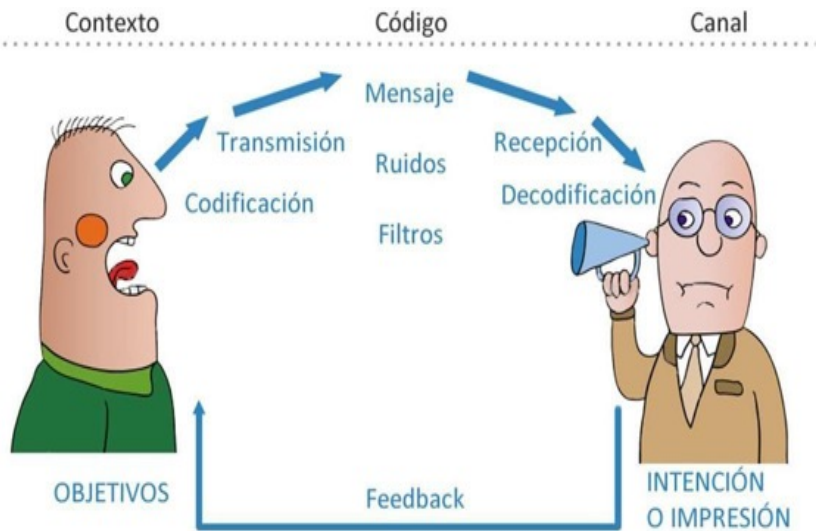 Contexto Código Canal
Mensaje
Transmisión
Recepción
Ruidos
Codificación
Decodificación
Filtros
OBJETIVOS
Feedback
INTENCIÓN
O IMPRESIÓN